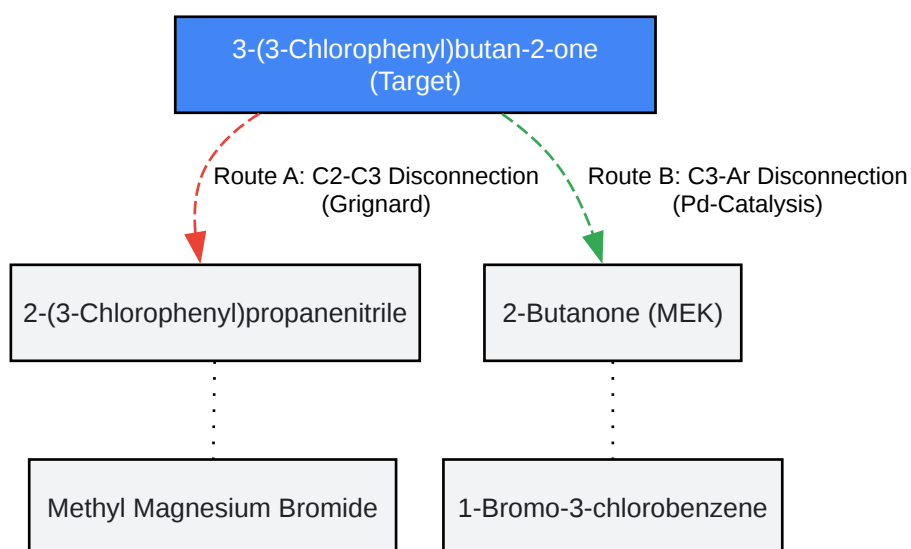 3-(3-Chlorophenyl)butan-2-one
(Target)
Route A: C2-C3 Disconnection
(Grignard)
Route B: C3-Ar Disconnection
(Pd-Catalysis)
2-(3-Chlorophenyl)propanenitrile
2-Butanone (MEK)
Methyl Magnesium Bromide
1-Bromo-3-chlorobenzene